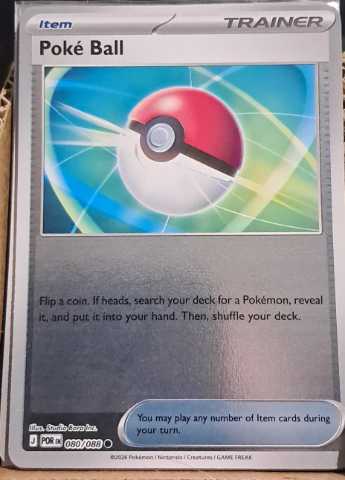 Item
TRAINER
Poké Ball
Flip a coin. If heads, search your deck for a Pokémon, reveal
it, and put it into your hand. Then, shuffle your deck.
You may play any number of Item cards during
your turn.
Illus. Studio Bora Inc.
J POR EN 080/088
©2026 Pokémon / Nintendo / Creatures / GAME FREAK